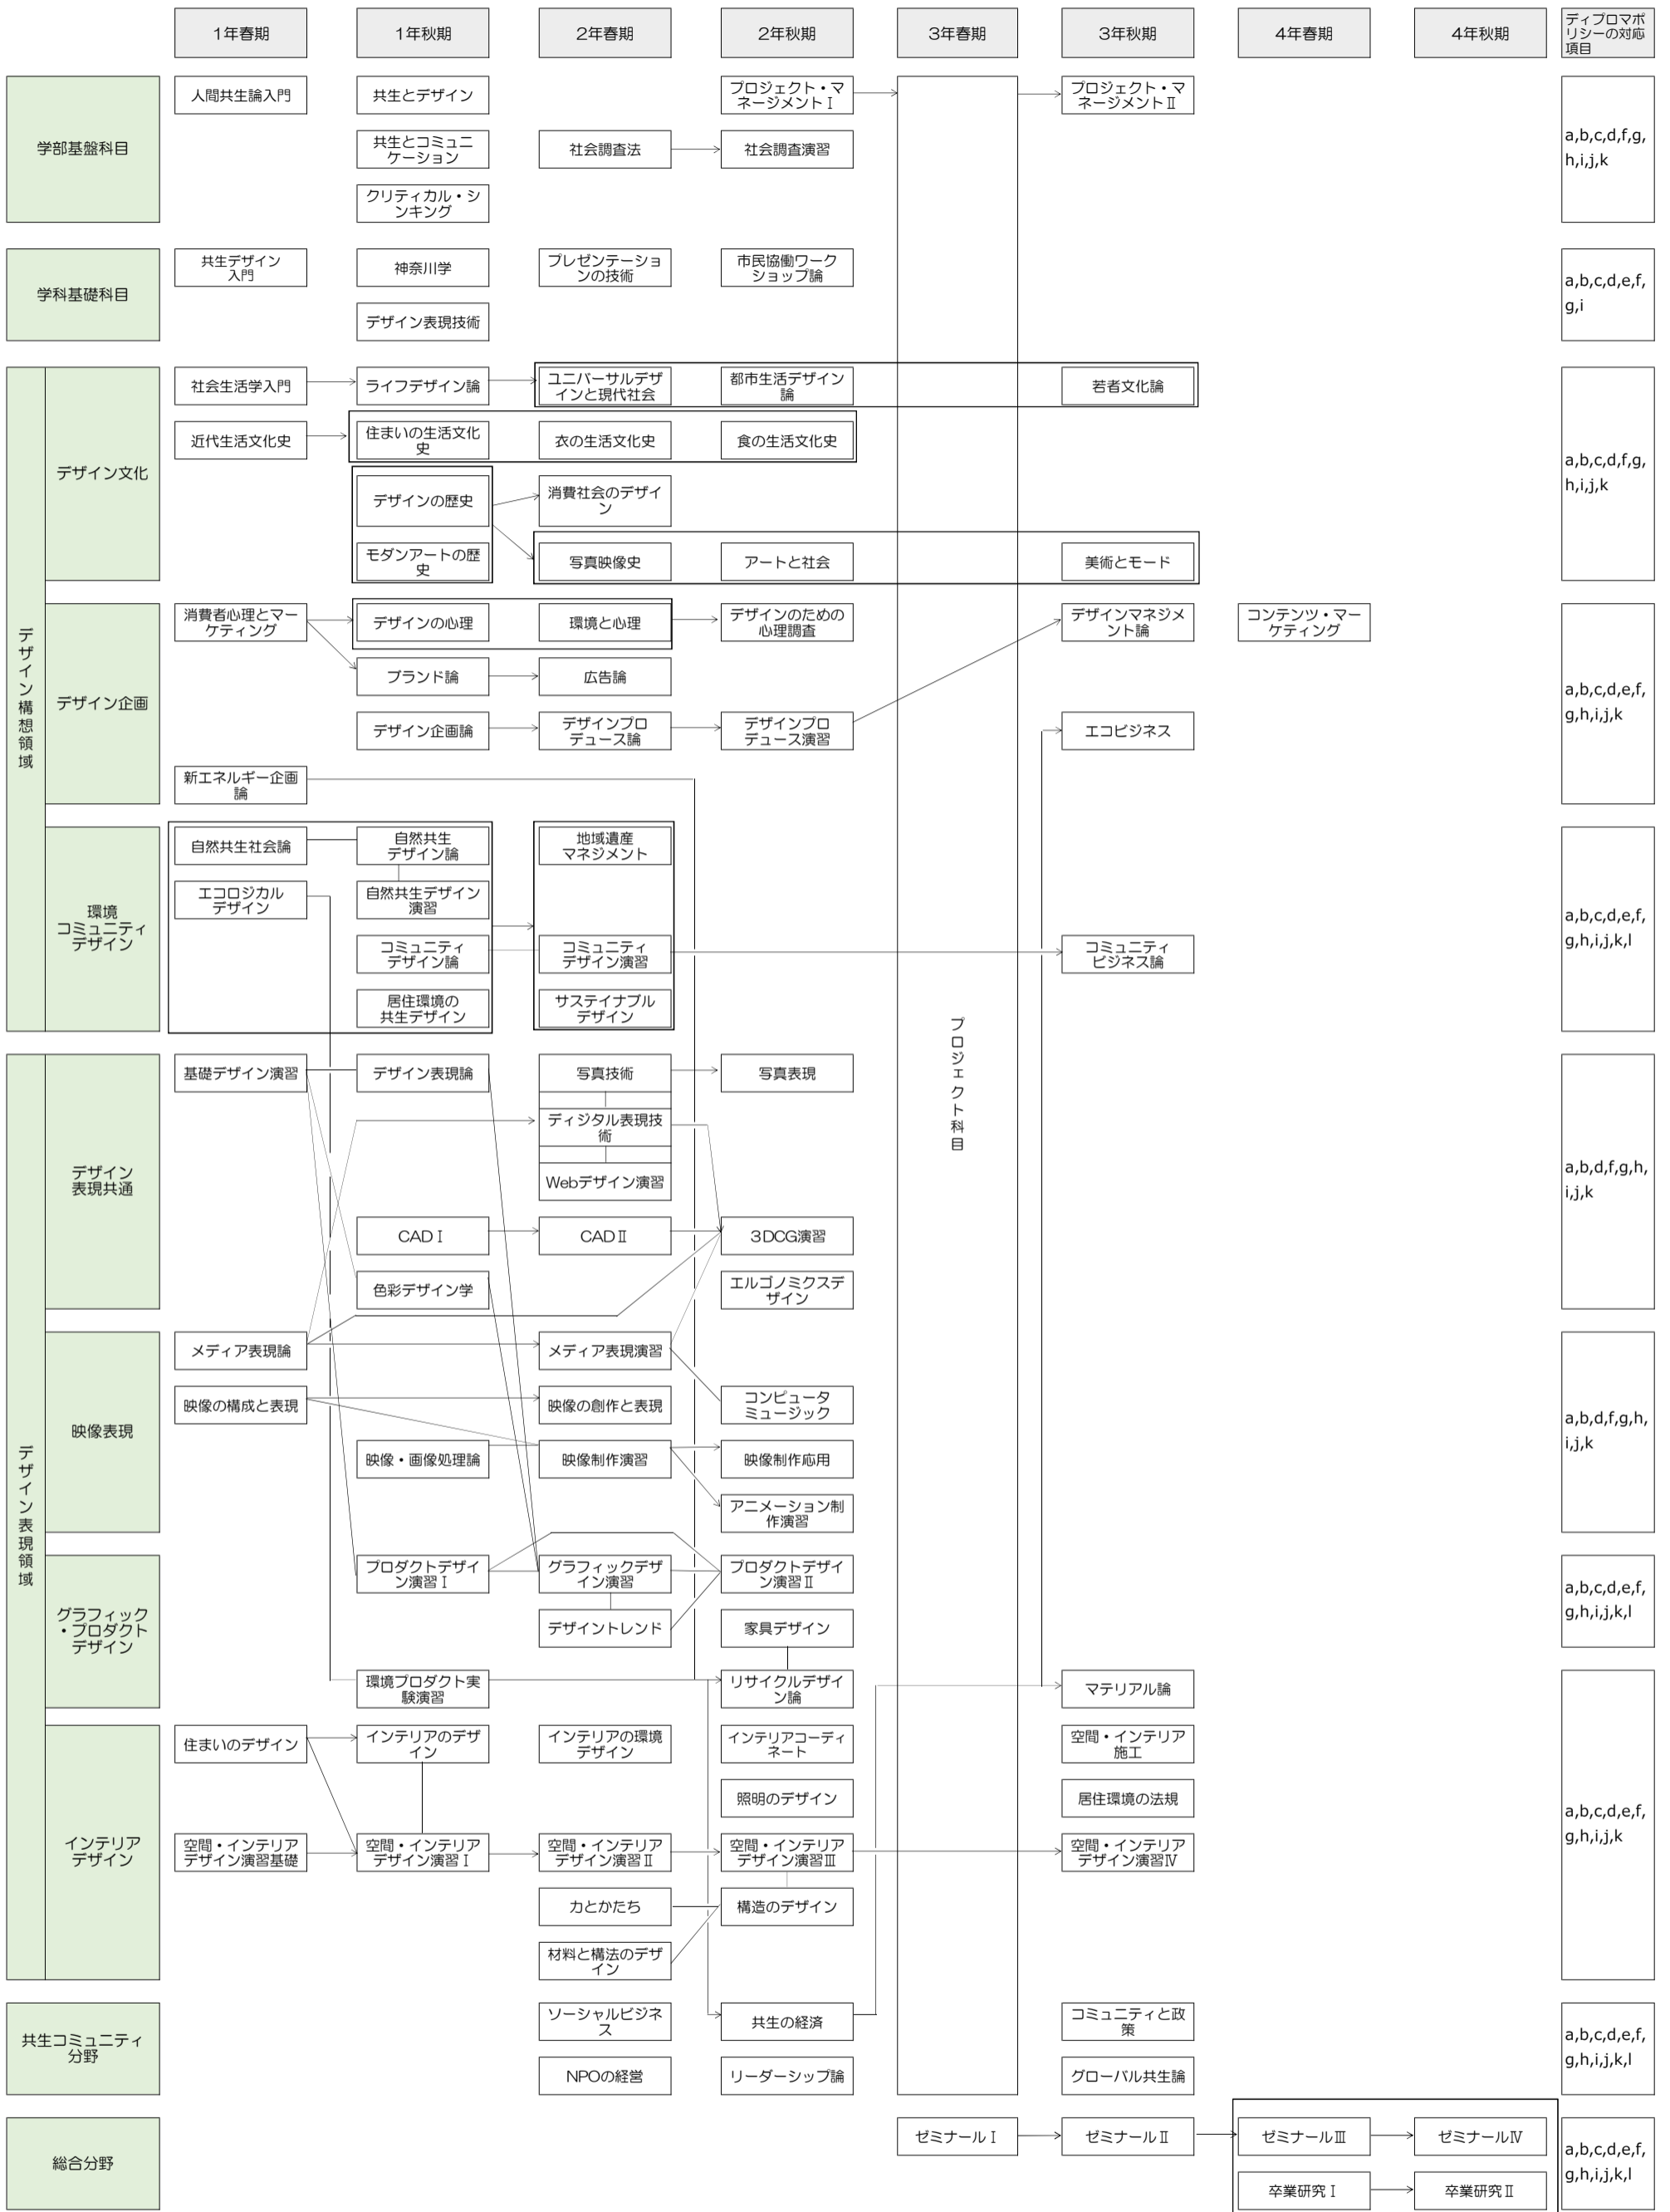 1年春期
1年秋期
2年春期
2年秋期
3年春期
3年秋期
4年春期
4年秋期
ディプロマポ
リシーの対応
項目
学部基盤科目
人間共生論入門
共生とデザイン
プロジェクト・マ
ネージメントⅠ
プロジェクト・マ
ネージメントⅡ
共生とコミュニ
ケーション
社会調査法
社会調査演習
クリティカル・シ
ンキング
a,b,c,d,f,g,
h,i,j,k
学科基礎科目
共生デザイン
入門
神奈川学
プレゼンテーショ
ンの技術
市民協働ワーク
ショップ論
デザイン表現技術
a,b,c,d,e,f,
g,i
デザイン構想領域
デザイン文化
社会生活学入門
ライフデザイン論
ユニバーサルデザ
インと現代社会
都市生活デザイン
論
若者文化論
近代生活文化史
住まいの生活文化
史
衣の生活文化史
食の生活文化史
デザインの歴史
消費社会のデザイ
ン
モダンアートの歴
史
写真映像史
アートと社会
美術とモード
a,b,c,d,f,g,
h,i,j,k
デザイン企画
消費者心理とマー
ケティング
デザインの心理
環境と心理
デザインのための
心理調査
デザインマネジメ
ント論
コンテンツ・マー
ケティング
ブランド論
広告論
デザイン企画論
デザインプロ
デュース論
デザインプロ
デュース演習
エコビジネス
新エネルギー企画
論
a,b,c,d,e,f,
g,h,i,j,k
環境
コミュニティ
デザイン
自然共生社会論
自然共生
デザイン論
地域遺産
マネジメント
エコロジカル
デザイン
自然共生デザイン
演習
コミュニティ
デザイン論
コミュニティ
デザイン演習
コミュニティ
ビジネス論
居住環境の
共生デザイン
サステイナブル
デザイン
a,b,c,d,e,f,
g,h,i,j,k,l
プロジェクト科目
デザイン表現領域
デザイン
表現共通
基礎デザイン演習
デザイン表現論
写真技術
写真表現
ディジタル表現技
術
Webデザイン演習
CADⅠ
CADⅡ
3DCG演習
色彩デザイン学
エルゴノミクスデ
ザイン
a,b,d,f,g,h,
i,j,k
映像表現
メディア表現論
メディア表現演習
映像の構成と表現
映像の創作と表現
コンピュータ
ミュージック
映像・画像処理論
映像制作演習
映像制作応用
アニメーション制
作演習
a,b,d,f,g,h,
i,j,k
グラフィック
・プロダクト
デザイン
プロダクトデザイ
ン演習Ⅰ
グラフィックデザ
イン演習
プロダクトデザイ
ン演習Ⅱ
デザイントレンド
家具デザイン
環境プロダクト実
験演習
リサイクルデザイ
ン論
マテリアル論
a,b,c,d,e,f,
g,h,i,j,k,l
インテリア
デザイン
住まいのデザイン
インテリアのデザ
イン
インテリアの環境
デザイン
インテリアコーディ
ネート
空間・インテリア
施工
照明のデザイン
居住環境の法規
空間・インテリア
デザイン演習基礎
空間・インテリア
デザイン演習Ⅰ
空間・インテリア
デザイン演習Ⅱ
空間・インテリア
デザイン演習Ⅲ
空間・インテリア
デザイン演習Ⅳ
力とかたち
構造のデザイン
材料と構法のデザ
イン
a,b,c,d,e,f,
g,h,i,j,k
共生コミュニティ
分野
ソーシャルビジネ
ス
共生の経済
コミュニティと政
策
NPOの経営
リーダーシップ論
グローバル共生論
a,b,c,d,e,f,
g,h,i,j,k,l
総合分野
ゼミナールⅠ
ゼミナールⅡ
ゼミナールⅢ
ゼミナールⅣ
卒業研究Ⅰ
卒業研究Ⅱ
a,b,c,d,e,f,
g,h,i,j,k,l